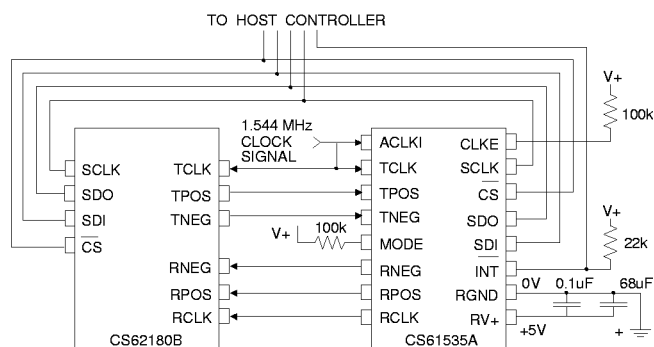 TO HOST CONTROLLER
V+
100k
1.544 MHz
CLOCK
SIGNAL
SCLK
SDO
SDI
CS
TCLK
TPOS
TNEG
RNEG
RPOS
RCLK
CS62180B
V+
100k
ACLKI
TCLK
TPOS
TNEG
MODE
RNEG
RPOS
RCLK
CLKE
SCLK
CS
SDO
SDI
INT
RGND
RV+
CS61535A
V+
22k
0V
0.1uF
68uF
+5V
+